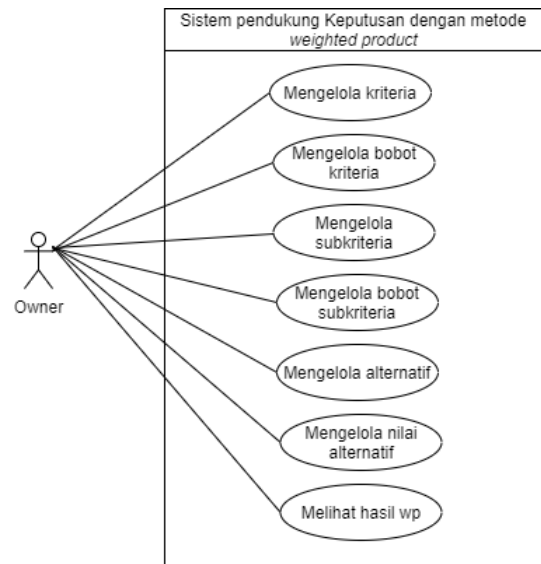 Sistem pendukung Keputusan dengan metode
weighted product
Mengelola kriteria
Mengelola bobot
kriteria
Mengelola
subkriteria
Owner
Mengelola bobot
subkriteria
Mengelola alternatif
Mengelola nilai
alternatif
Melihat hasil wp